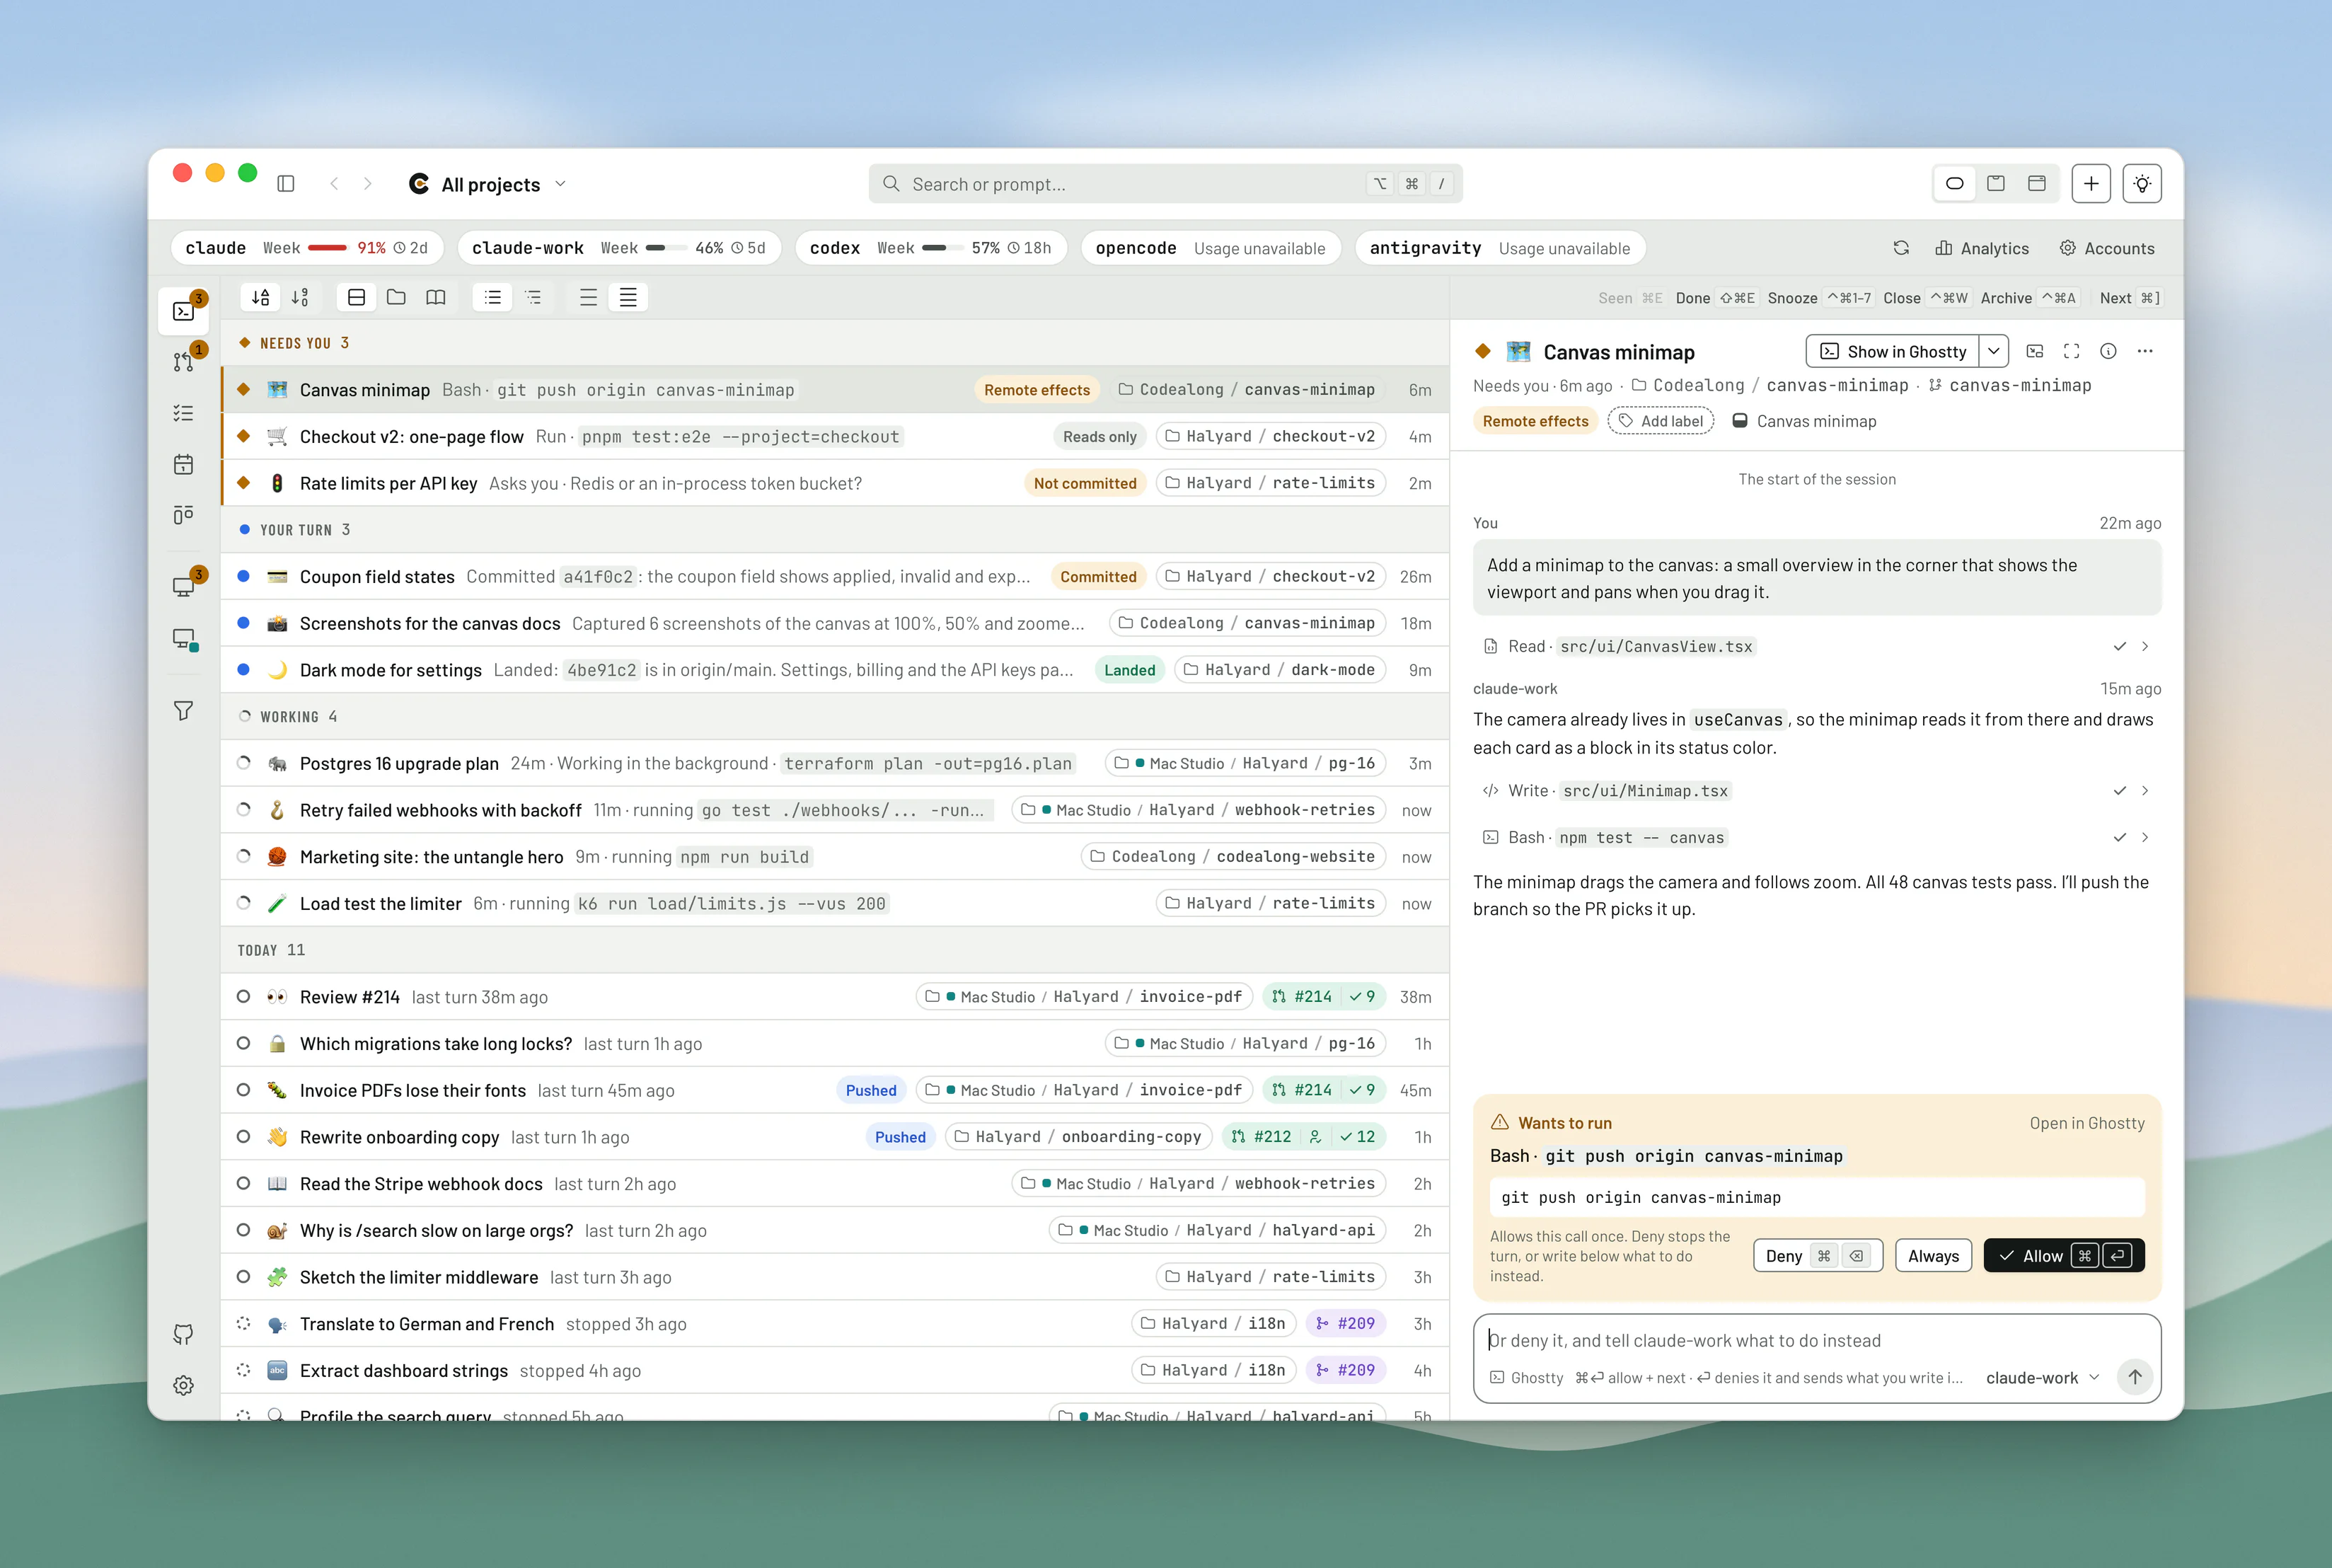 All projects
Search or prompt... ⌥ ⌘ /
claude Week 91% 2d
claude-work Week 46% 5d
codex Week 57% 18h
opencode Usage unavailable
antigravity Usage unavailable
Analytics
Accounts
3
1
3
Seen ⌘E Done ⇧⌘E Snooze ^⌘1-7 Close ^⌘W Archive ^⌘A Next ⌘]
NEEDS YOU 3
Canvas minimap Bash · git push origin canvas-minimap Remote effects Codealong / canvas-minimap 6m
Checkout v2: one-page flow Run · pnpm test:e2e --project=checkout Reads only Halyard / checkout-v2 4m
Rate limits per API key Asks you · Redis or an in-process token bucket? Not committed Halyard / rate-limits 2m
YOUR TURN 3
Coupon field states Committed a41f0c2: the coupon field shows applied, invalid and exp... Committed Halyard / checkout-v2 26m
Screenshots for the canvas docs Captured 6 screenshots of the canvas at 100%, 50% and zoome... Codealong / canvas-minimap 18m
Dark mode for settings Landed: 4be91c2 is in origin/main. Settings, billing and the API keys pa... Landed Halyard / dark-mode 9m
WORKING 4
Postgres 16 upgrade plan 24m · Working in the background · terraform plan -out=pg16.plan Mac Studio / Halyard / pg-16 3m
Retry failed webhooks with backoff 11m · running go test ./webhooks/... -run... Mac Studio / Halyard / webhook-retries now
Marketing site: the untangle hero 9m · running npm run build Codealong / codealong-website now
Load test the limiter 6m · running k6 run load/limits.js --vus 200 Halyard / rate-limits now
TODAY 11
Review #214 last turn 38m ago Mac Studio / Halyard / invoice-pdf #214 9 38m
Which migrations take long locks? last turn 1h ago Mac Studio / Halyard / pg-16 1h
Invoice PDFs lose their fonts last turn 45m ago Pushed Mac Studio / Halyard / invoice-pdf #214 9 45m
Rewrite onboarding copy last turn 1h ago Pushed Halyard / onboarding-copy #212 12 1h
Read the Stripe webhook docs last turn 2h ago Mac Studio / Halyard / webhook-retries 2h
Why is /search slow on large orgs? last turn 2h ago Mac Studio / Halyard / halyard-api 2h
Sketch the limiter middleware last turn 3h ago Halyard / rate-limits 3h
Translate to German and French stopped 3h ago Halyard / i18n #209 3h
Extract dashboard strings stopped 4h ago Halyard / i18n #209 4h
Profile the search query stopped 5h ago Mac Studio / Halyard / halyard-api 5h
Canvas minimap
Show in Ghostty
Needs you · 6m ago · Codealong / canvas-minimap · canvas-minimap
Remote effects Add label Canvas minimap
The start of the session
You 22m ago
Add a minimap to the canvas: a small overview in the corner that shows the
viewport and pans when you drag it.
Read · src/ui/CanvasView.tsx
claude-work 15m ago
The camera already lives in useCanvas, so the minimap reads it from there and draws
each card as a block in its status color.
Write · src/ui/Minimap.tsx
Bash · npm test -- canvas
The minimap drags the camera and follows zoom. All 48 canvas tests pass. I'll push the
branch so the PR picks it up.
Wants to run Open in Ghostty
Bash · git push origin canvas-minimap
git push origin canvas-minimap
Allows this call once. Deny stops the
turn, or write below what to do
instead.
Deny ⌘ ⌫ Always Allow ⌘ ↩
Or deny it, and tell claude-work what to do instead
Ghostty ⌘↩ allow + next · ↩ denies it and sends what you write i... claude-work